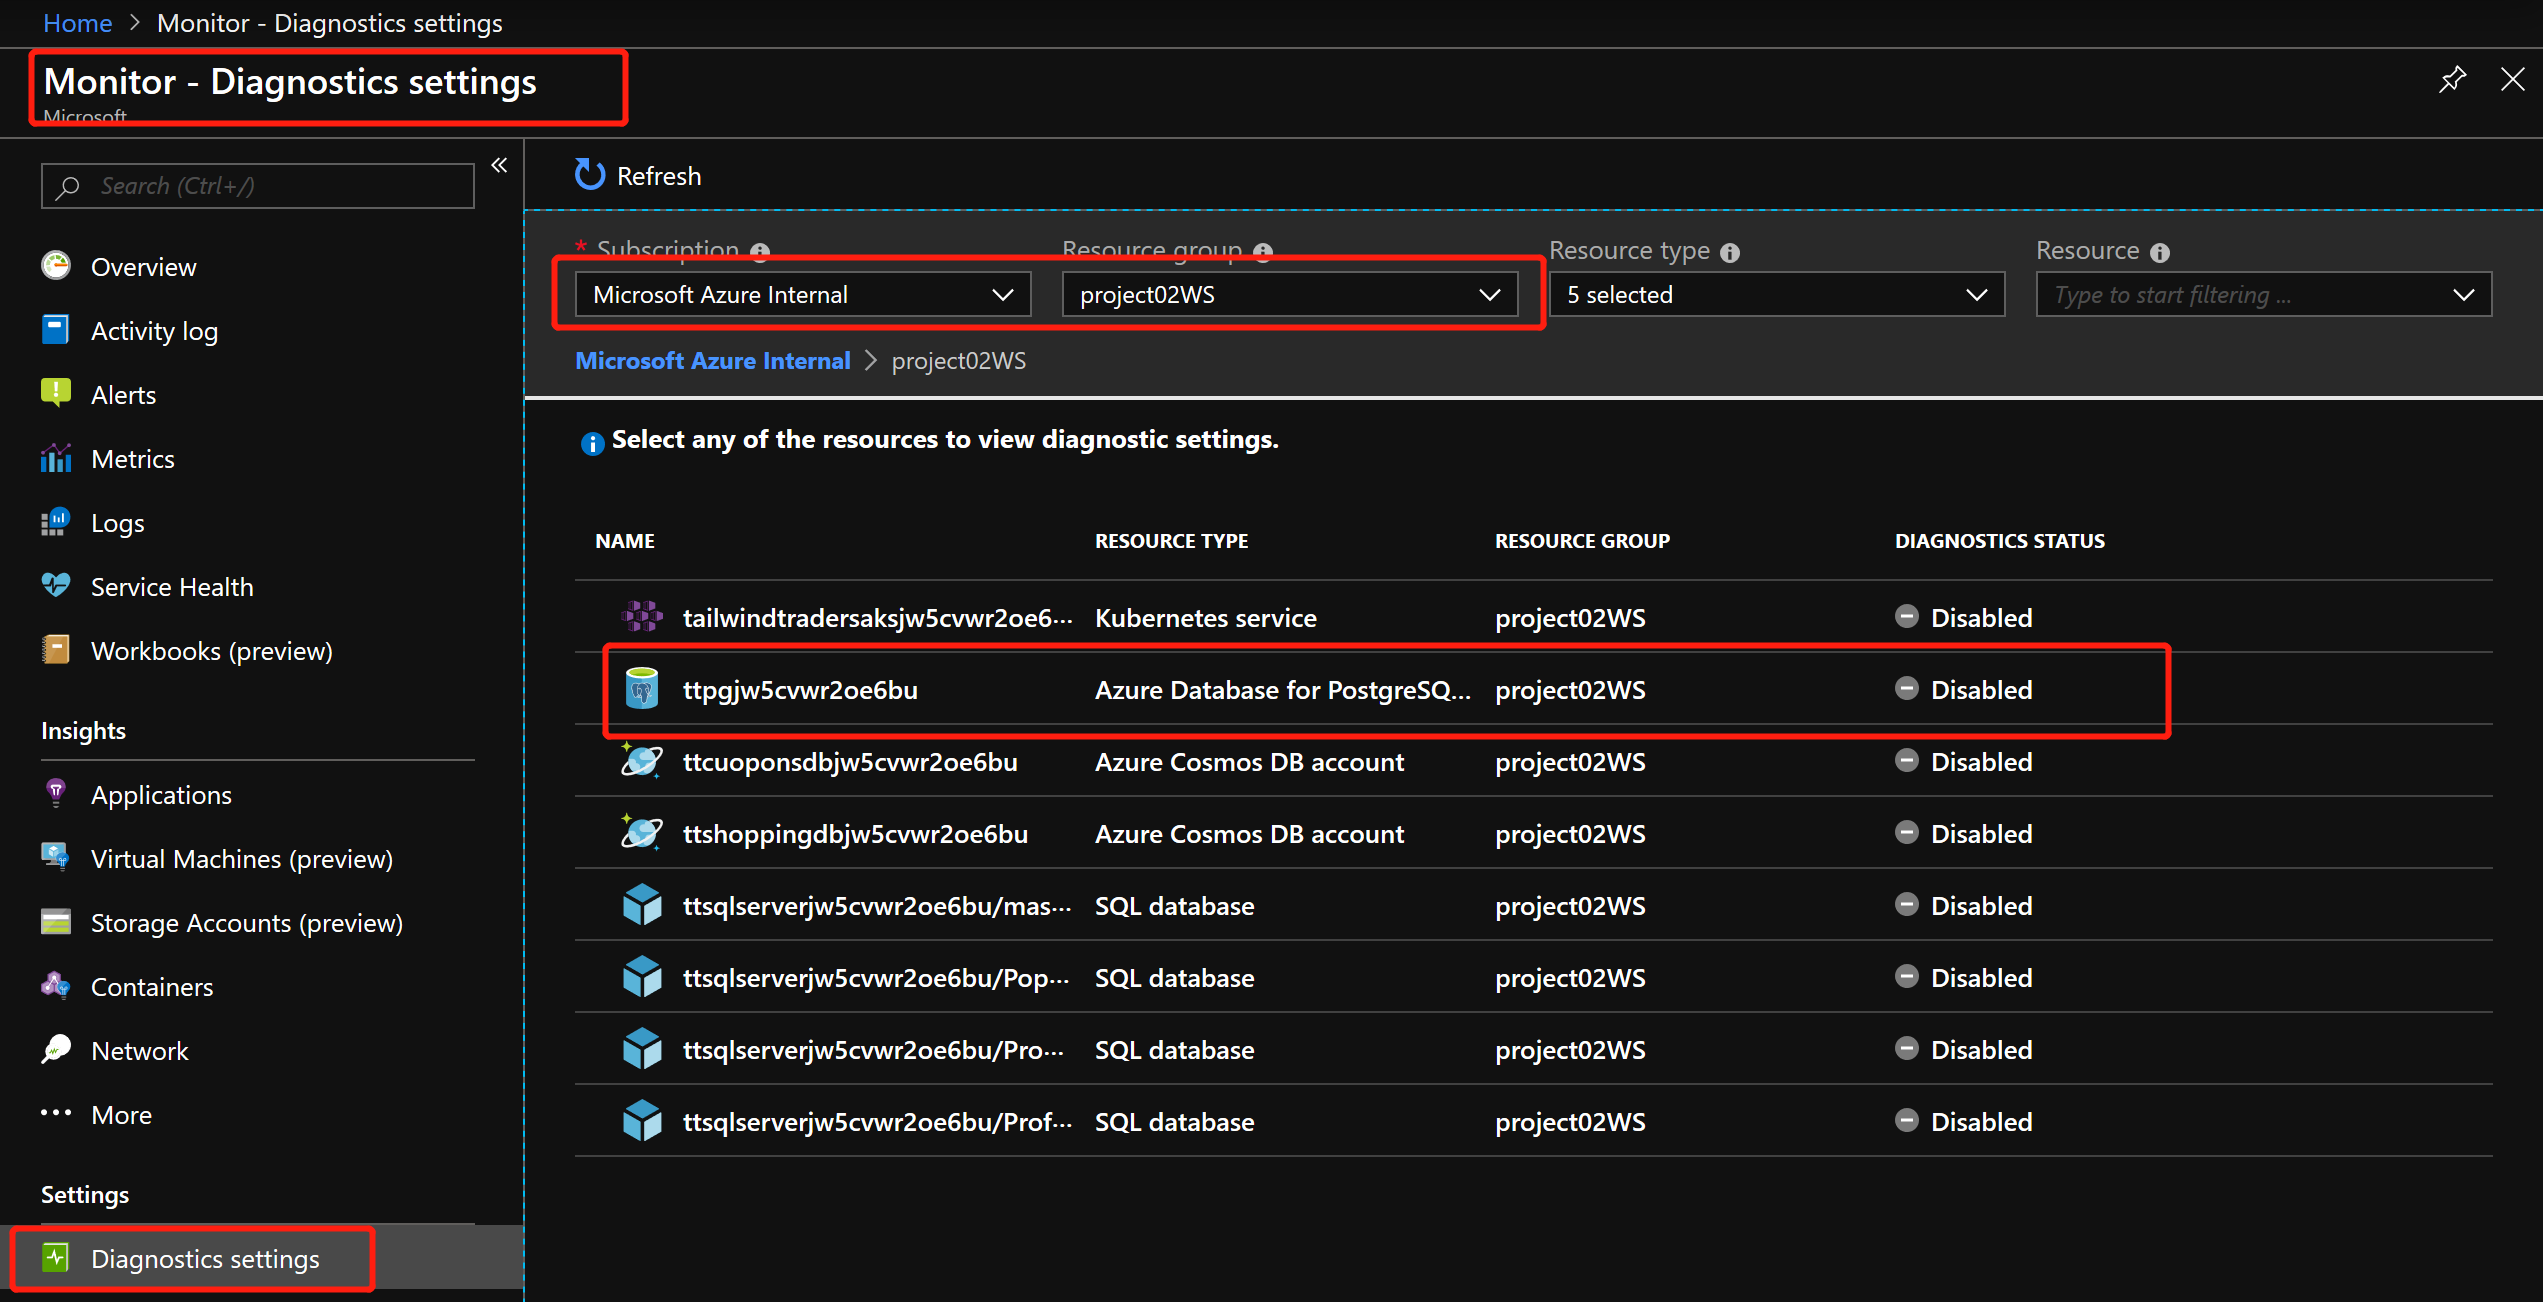 Home > Monitor - Diagnostics settings
Monitor - Diagnostics settings
Microsoft
Search (Ctrl+/)
«
Overview
Activity log
Alerts
Metrics
Logs
Service Health
Workbooks (preview)
Insights
Applications
Virtual Machines (preview)
Storage Accounts (preview)
Containers
Network
More
Settings
Diagnostics settings
Refresh
* Subscription Resource group Resource type Resource
Microsoft Azure Internal project02WS 5 selected Type to start filtering ...
Microsoft Azure Internal > project02WS
Select any of the resources to view diagnostic settings.
NAME RESOURCE TYPE RESOURCE GROUP DIAGNOSTICS STATUS
tailwindtradersaksjw5cvwr2oe6... Kubernetes service project02WS Disabled
ttpgjw5cvwr2oe6bu Azure Database for PostgreSQ... project02WS Disabled
ttcuoponsdbjw5cvwr2oe6bu Azure Cosmos DB account project02WS Disabled
ttshoppingdbjw5cvwr2oe6bu Azure Cosmos DB account project02WS Disabled
ttsqlserverjw5cvwr2oe6bu/mas... SQL database project02WS Disabled
ttsqlserverjw5cvwr2oe6bu/Pop... SQL database project02WS Disabled
ttsqlserverjw5cvwr2oe6bu/Pro... SQL database project02WS Disabled
ttsqlserverjw5cvwr2oe6bu/Prof... SQL database project02WS Disabled